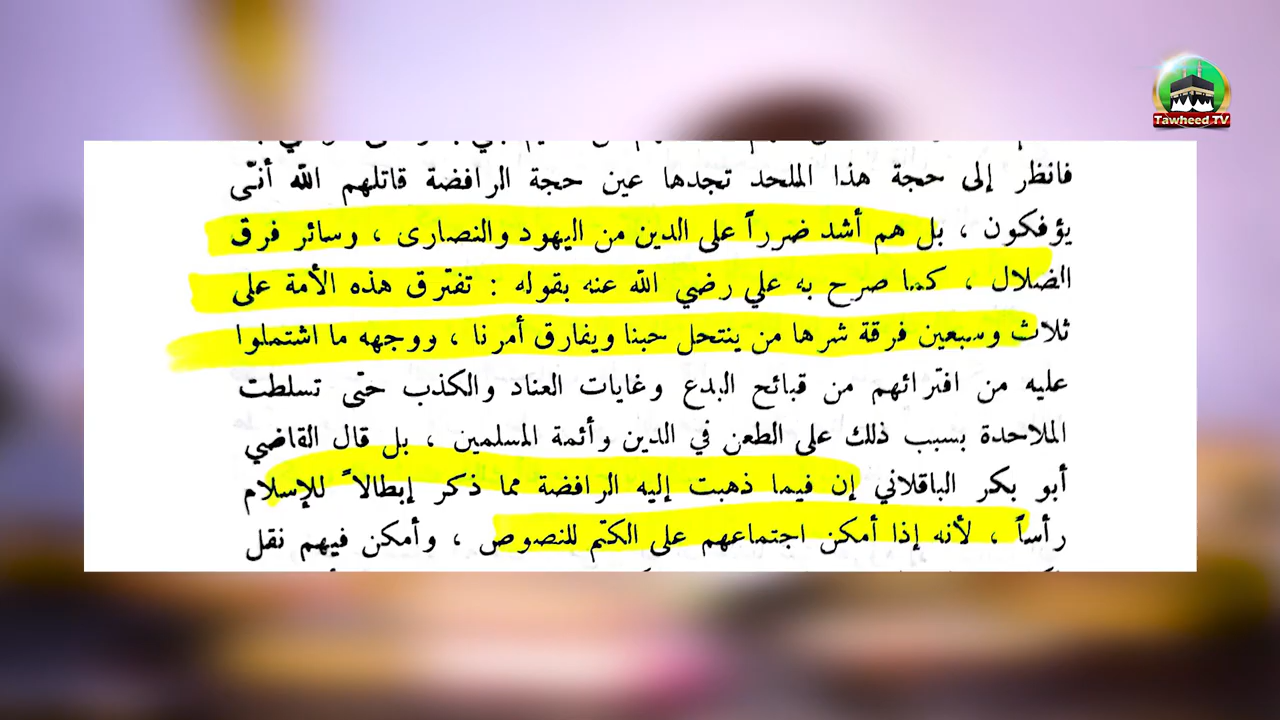 Tawheed TV
فانظر إلى حجة هذا الملحد تجدها عين حجة الرافضة قاتلهم الله أنّى
يؤفكون ، بل هم أشد ضرراً على الدين من اليهود والنصارى ، وسائر فرق
الضلال ، كما صرح به علي رضي الله عنه بقوله : تفترق هذه الأمة على
ثلاث وسبعين فرقة شرها من ينتحل حبنا ويفارق أمرنا ، ووجهه ما اشتملوا
عليه من افترائهم من قبائح البدع وغايات العناد والكذب حتى تسلطت
الملاحدة بسبب ذلك على الطعن في الدين وأئمة المسلمين ، بل قال القاضي
أبو بكر الباقلاني إن فيما ذهبت إليه الرافضة مما ذكر إبطالاً للإسلام
رأساً ، لأنه إذا أمكن اجتماعهم على الكتم للنصوص ، وأمكن فيهم نقل